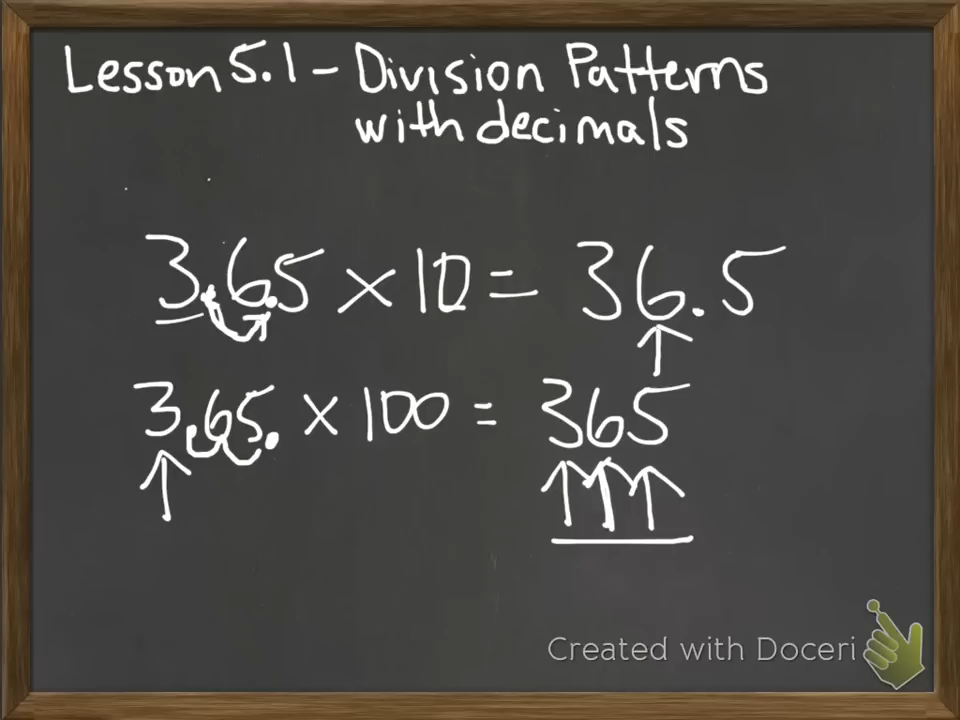 Lesson 5.1 - Division Patterns
with decimals
3.65 × 10 = 36.5
3.65. × 100 = 365
Created with Doceri